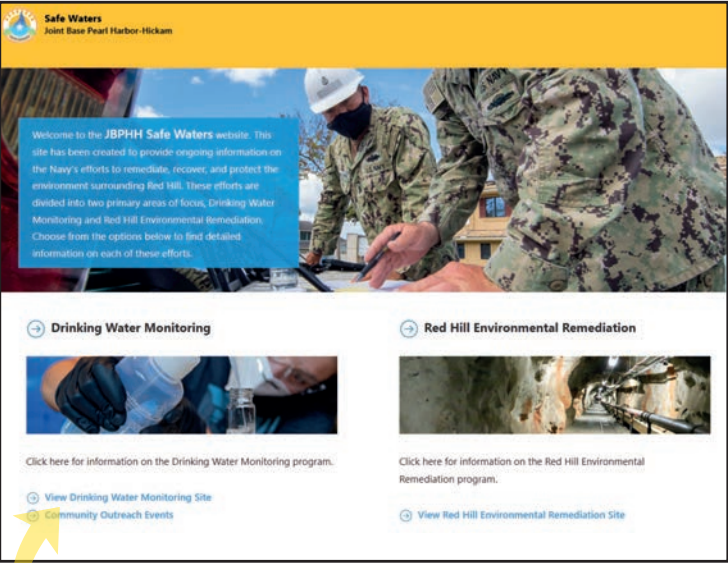 Safe Waters
Joint Base Pearl Harbor-Hickam
Welcome to the JBPHH Safe Waters website. This
site has been created to provide ongoing information on
the Navy's efforts to remediate, recover, and protect the
environment surrounding Red Hill. These efforts are
divided into two primary areas of focus, Drinking Water
Monitoring and Red Hill Environmental Remediation.
Choose from the options below to find detailed
information on each of these efforts.
Drinking Water Monitoring
Red Hill Environmental Remediation
Click here for information on the Drinking Water Monitoring program.
Click here for information on the Red Hill Environmental
Remediation program.
View Drinking Water Monitoring Site
Community Outreach Events
View Red Hill Environmental Remediation Site